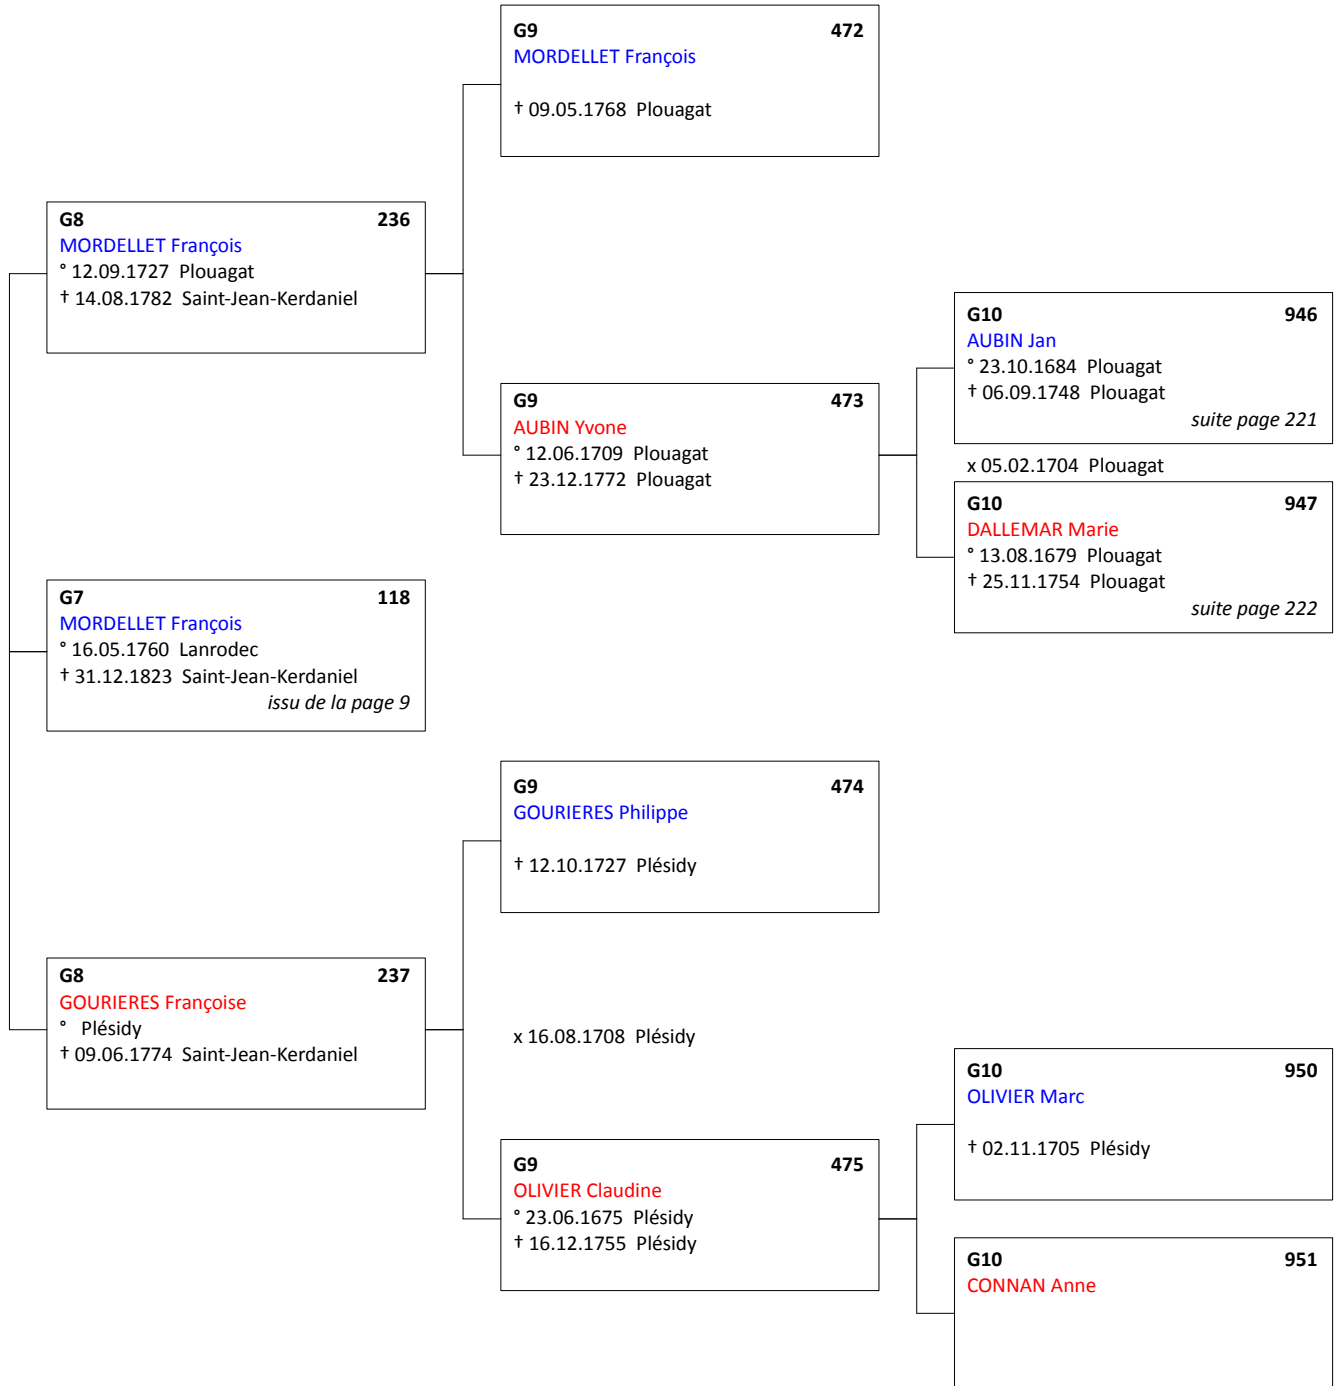 G9 472
MORDELLET François
† 09.05.1768 Plouagat
G8 236
MORDELLET François
° 12.09.1727 Plouagat
† 14.08.1782 Saint-Jean-Kerdaniel
G10 946
AUBIN Jan
° 23.10.1684 Plouagat
† 06.09.1748 Plouagat
suite page 221
G9 473
AUBIN Yvone
° 12.06.1709 Plouagat
† 23.12.1772 Plouagat
x 05.02.1704 Plouagat
G10 947
DALLEMAR Marie
° 13.08.1679 Plouagat
† 25.11.1754 Plouagat
suite page 222
G7 118
MORDELLET François
° 16.05.1760 Lanrodec
† 31.12.1823 Saint-Jean-Kerdaniel
issu de la page 9
G9 474
GOURIERES Philippe
† 12.10.1727 Plésidy
G8 237
GOURIERES Françoise
° Plésidy
† 09.06.1774 Saint-Jean-Kerdaniel
x 16.08.1708 Plésidy
G10 950
OLIVIER Marc
† 02.11.1705 Plésidy
G9 475
OLIVIER Claudine
° 23.06.1675 Plésidy
† 16.12.1755 Plésidy
G10 951
CONNAN Anne